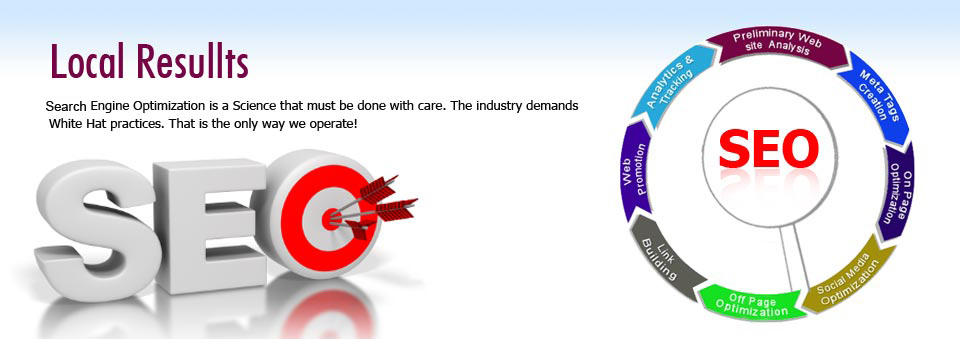 Local Resullts
Search Engine Optimization is a Science that must be done with care. The industry demands
White Hat practices. That is the only way we operate!
SEO
SEO
Preliminary Web
site Analysis
Meta Tags
Creation
On Page
Optimization
Social Media
Optimization
Off Page
Optimization
Link
Building
Web
Promotion
Analytics &
Tracking